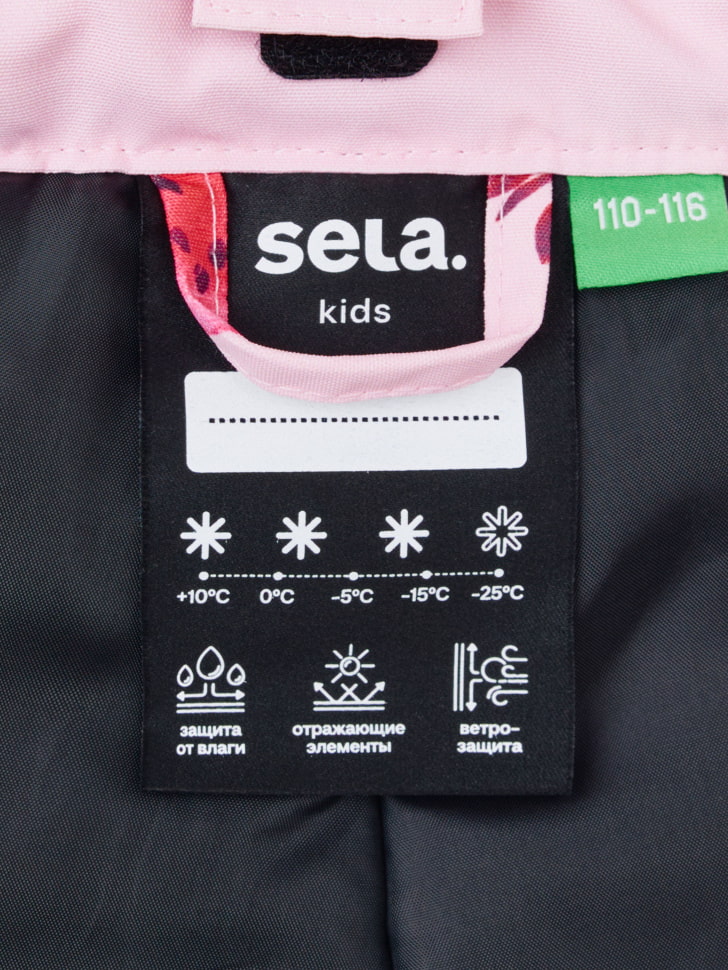 sela.
kids
110-116
+10°C 0°C -5°C -15°C -25°C
защита
от влаги
отражающие
элементы
ветро-
защита